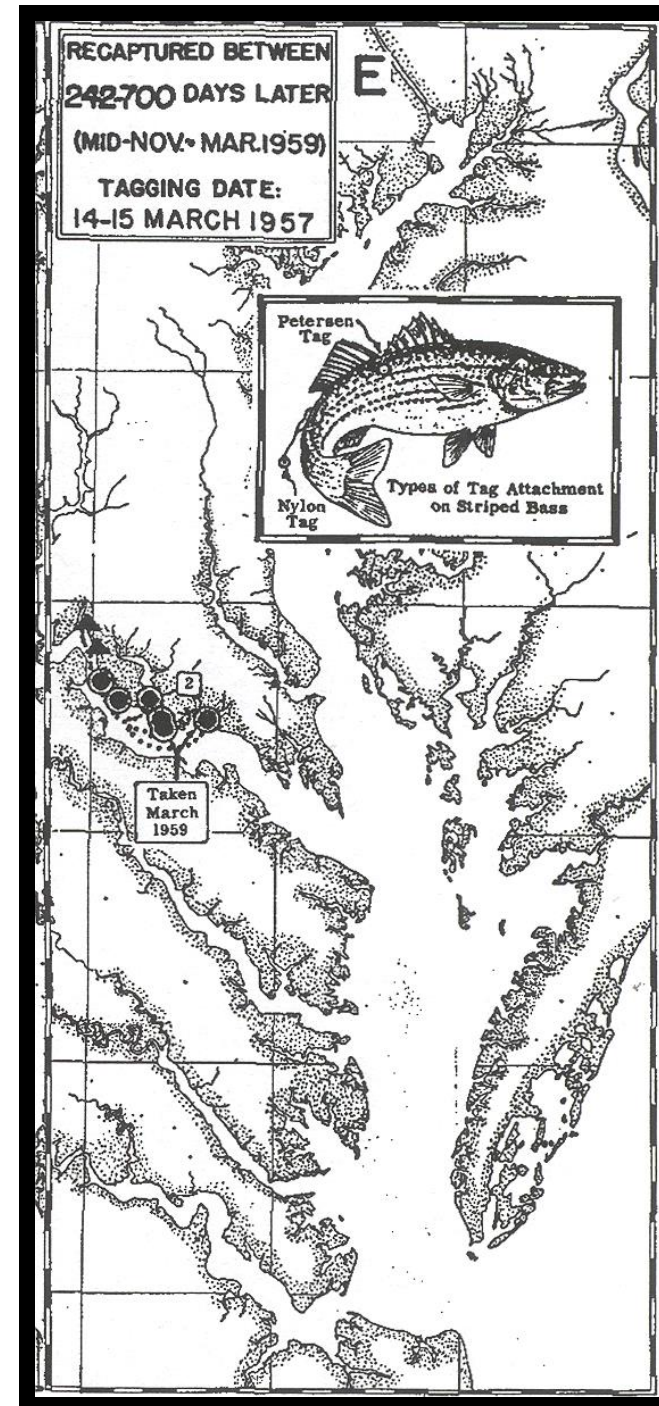 RECAPTURED BETWEEN
242-700 DAYS LATER
(MID-NOV.- MAR.1959)
TAGGING DATE:
14-15 MARCH 1957
E
Petersen
Tag
Nylon
Tag
Types of Tag Attachment
on Striped Bass
2
Taken
March
1959